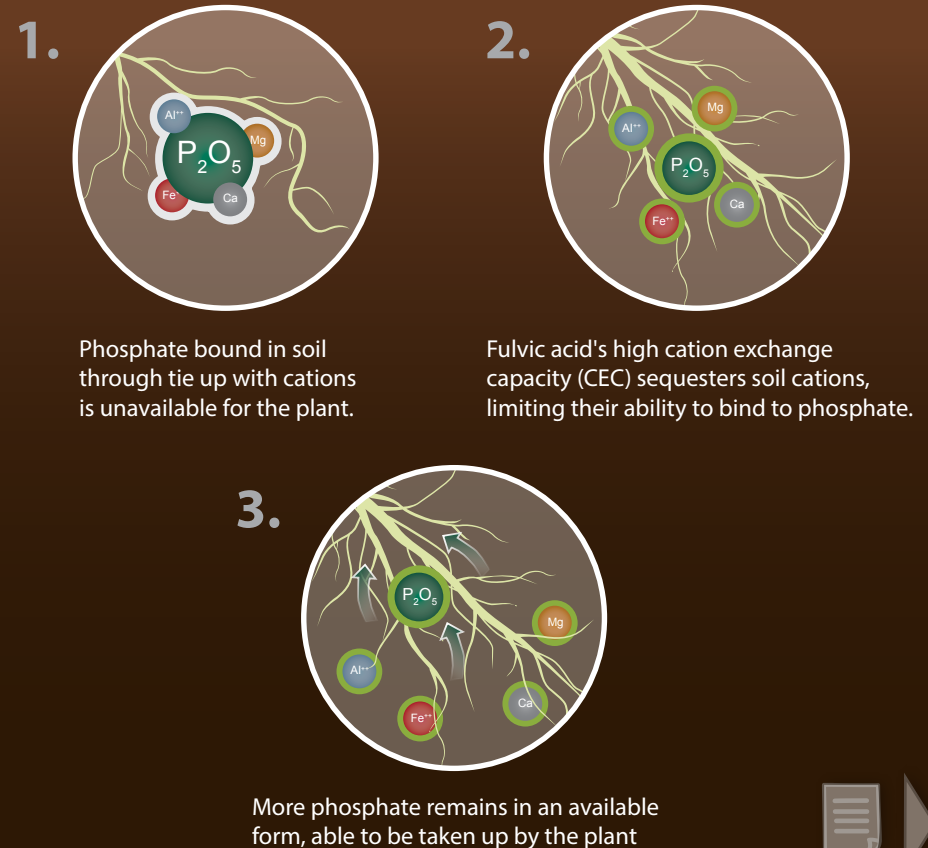 1.
Al++
P2O5
Mg
Fe+
Ca
Phosphate bound in soil
through tie up with cations
is unavailable for the plant.
2.
Mg
Al++
P2O5
Ca
Fe++
Fulvic acid's high cation exchange
capacity (CEC) sequesters soil cations,
limiting their ability to bind to phosphate.
3.
P2O5
Mg
Al++
Ca
Fe++
More phosphate remains in an available
form, able to be taken up by the plant